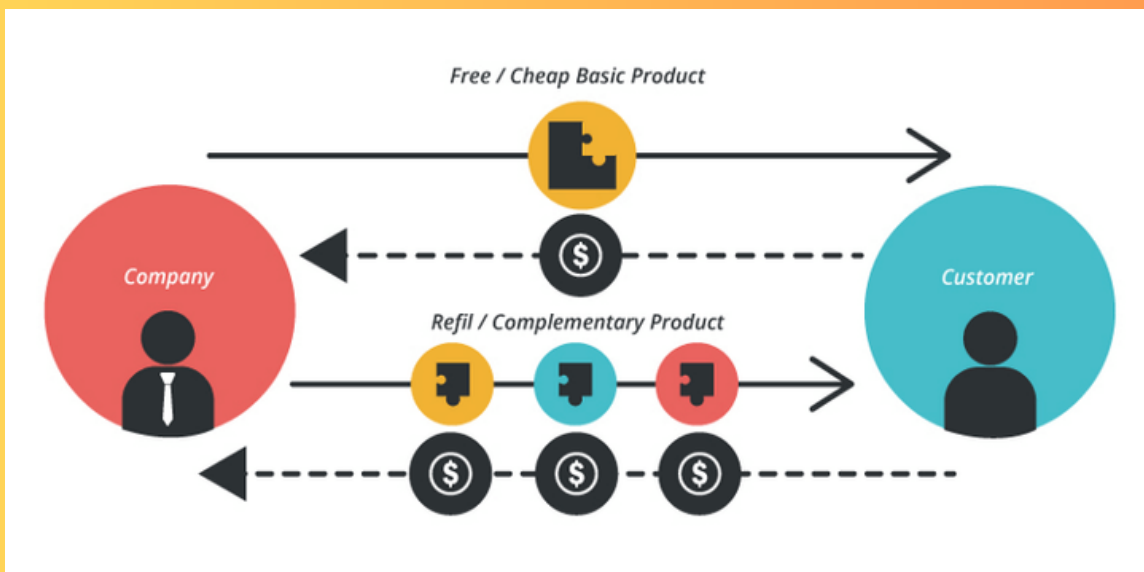 Free / Cheap Basic Product
$
Company
Customer
Refil / Complementary Product
$ $ $